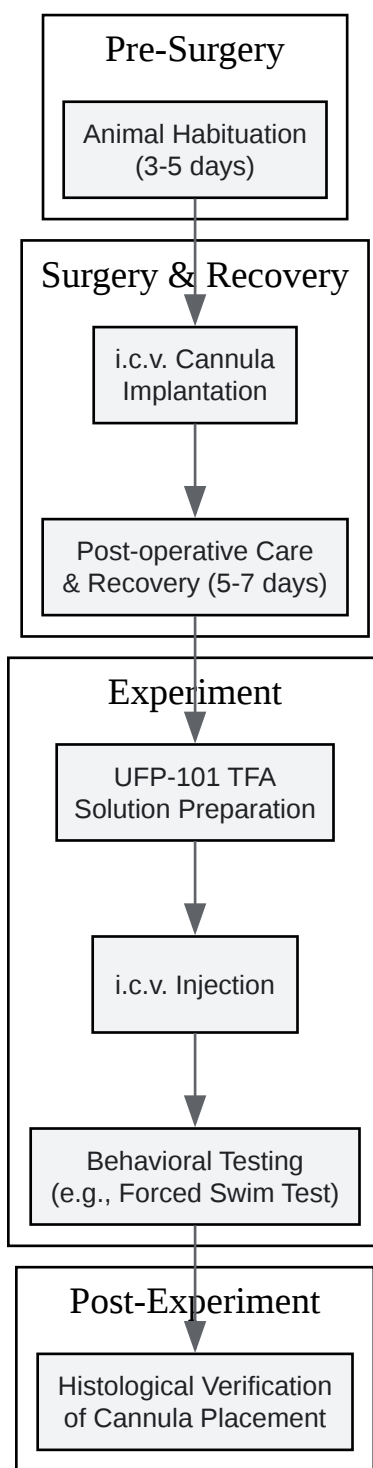 Pre-Surgery
Animal Habituation
(3-5 days)
Surgery & Recovery
i.c.v. Cannula
Implantation
Post-operative Care
& Recovery (5-7 days)
Experiment
UFP-101 TFA
Solution Preparation
i.c.v. Injection
Behavioral Testing
(e.g., Forced Swim Test)
Post-Experiment
Histological Verification
of Cannula Placement